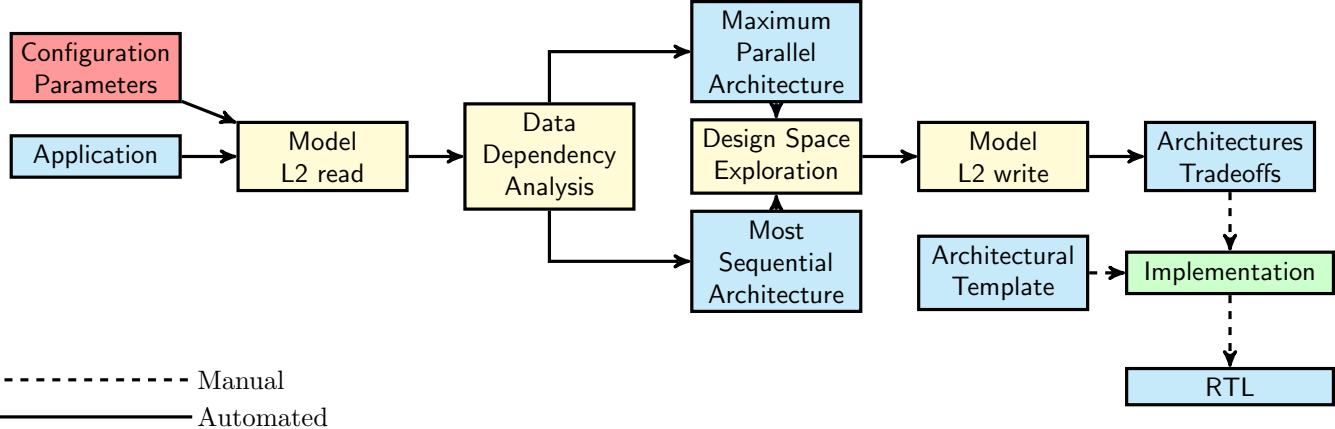 Configuration
Parameters
Application
Model
L2 read
Data
Dependency
Analysis
Maximum
Parallel
Architecture
Design Space
Exploration
Most
Sequential
Architecture
Model
L2 write
Architectures
Tradeoffs
Architectural
Template
Implementation
RTL
Manual
Automated